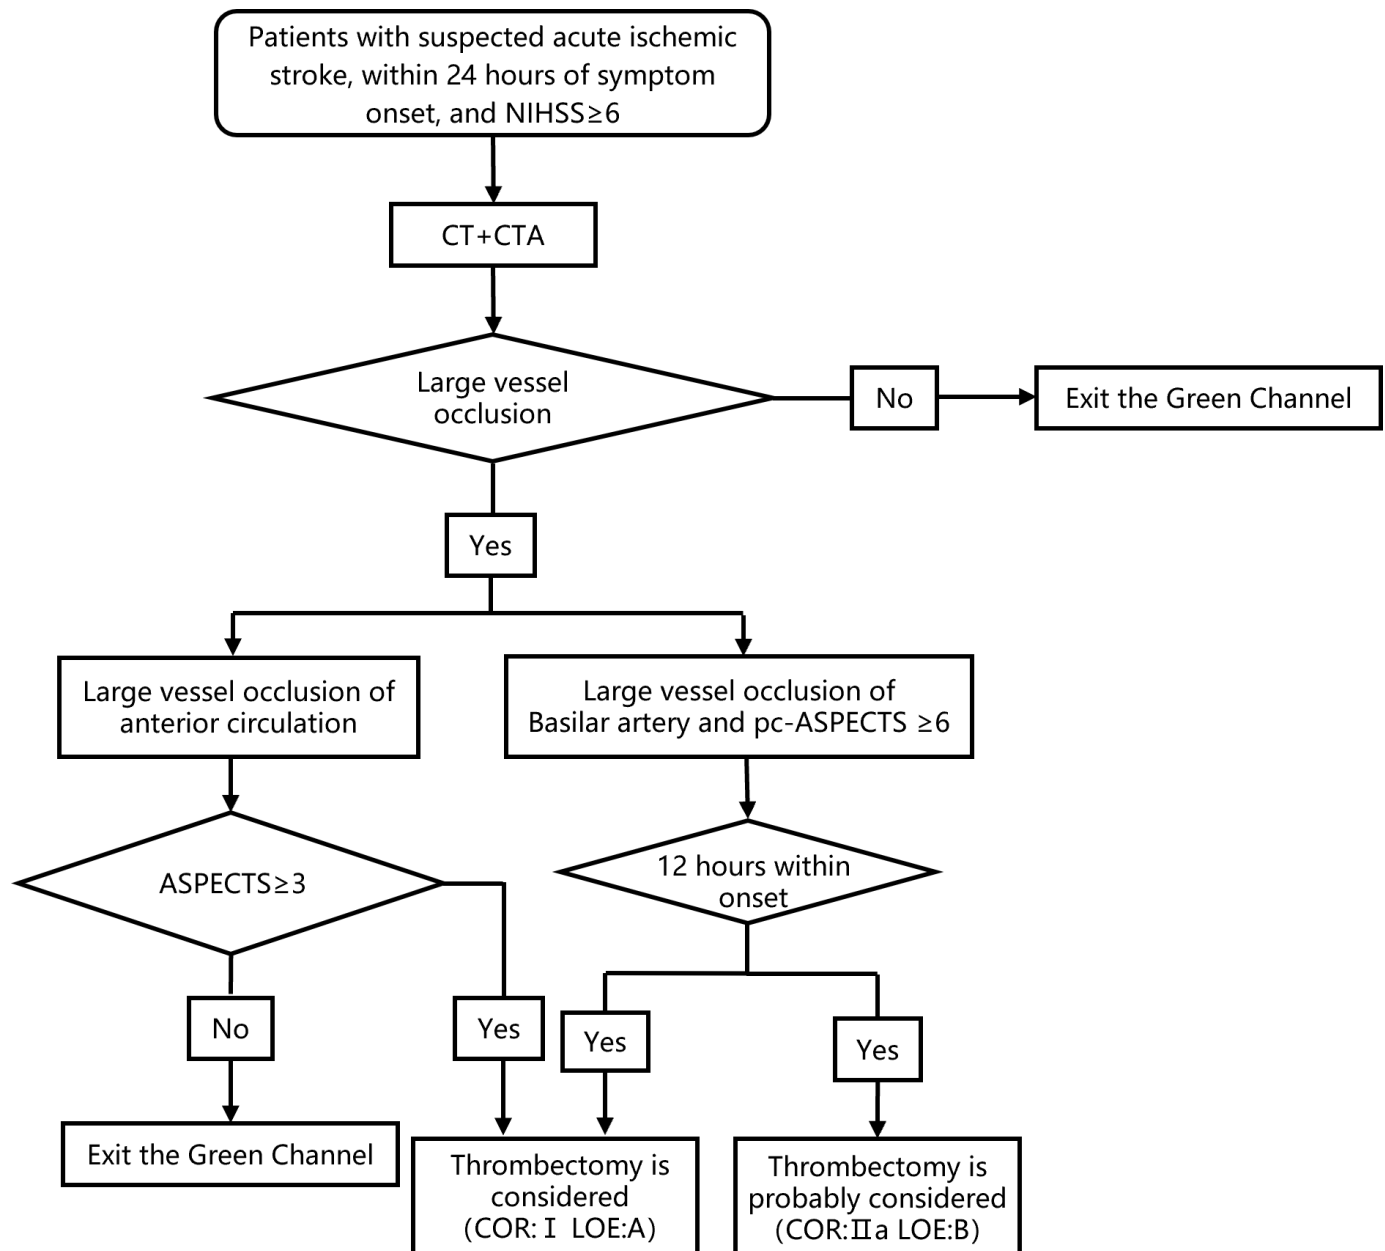 Patients with suspected acute ischemic
stroke, within 24 hours of symptom
onset, and NIHSS≥6
CT+CTA
Large vessel
occlusion
No
Exit the Green Channel
Yes
Large vessel occlusion of
anterior circulation
Large vessel occlusion of
Basilar artery and pc-ASPECTS ≥6
ASPECTS≥3
12 hours within
onset
No
Yes
Yes
Yes
Exit the Green Channel
Thrombectomy is
considered
(COR: Ⅰ LOE:A)
Thrombectomy is
probably considered
(COR:Ⅱa LOE:B)